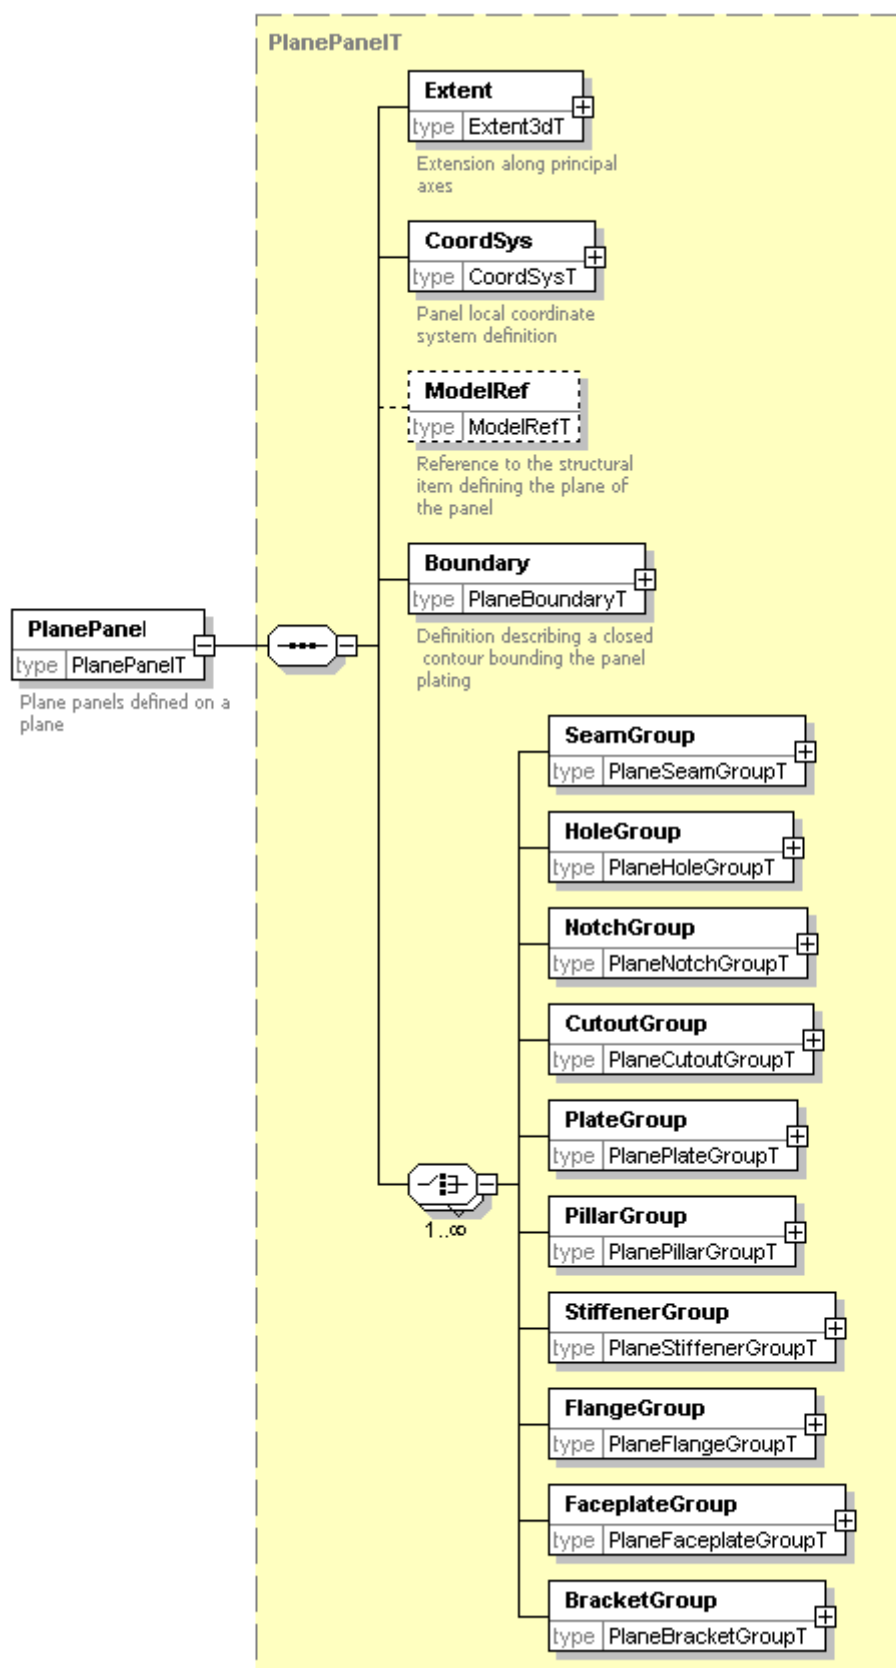 PlanePanelT
Extent
type Extent3dT
Extension along principal
axes
CoordSys
type CoordSysT
Panel local coordinate
system definition
ModelRef
type ModelRefT
Reference to the structural
item defining the plane of
the panel
Boundary
type PlaneBoundaryT
Definition describing a closed
contour bounding the panel
plating
PlanePanel
type PlanePanelT
Plane panels defined on a
plane
SeamGroup
type PlaneSeamGroupT
HoleGroup
type PlaneHoleGroupT
NotchGroup
type PlaneNotchGroupT
CutoutGroup
type PlaneCutoutGroupT
PlateGroup
type PlanePlateGroupT
1..∞
PillarGroup
type PlanePillarGroupT
StiffenerGroup
type PlaneStiffenerGroupT
FlangeGroup
type PlaneFlangeGroupT
FaceplateGroup
type PlaneFaceplateGroupT
BracketGroup
type PlaneBracketGroupT